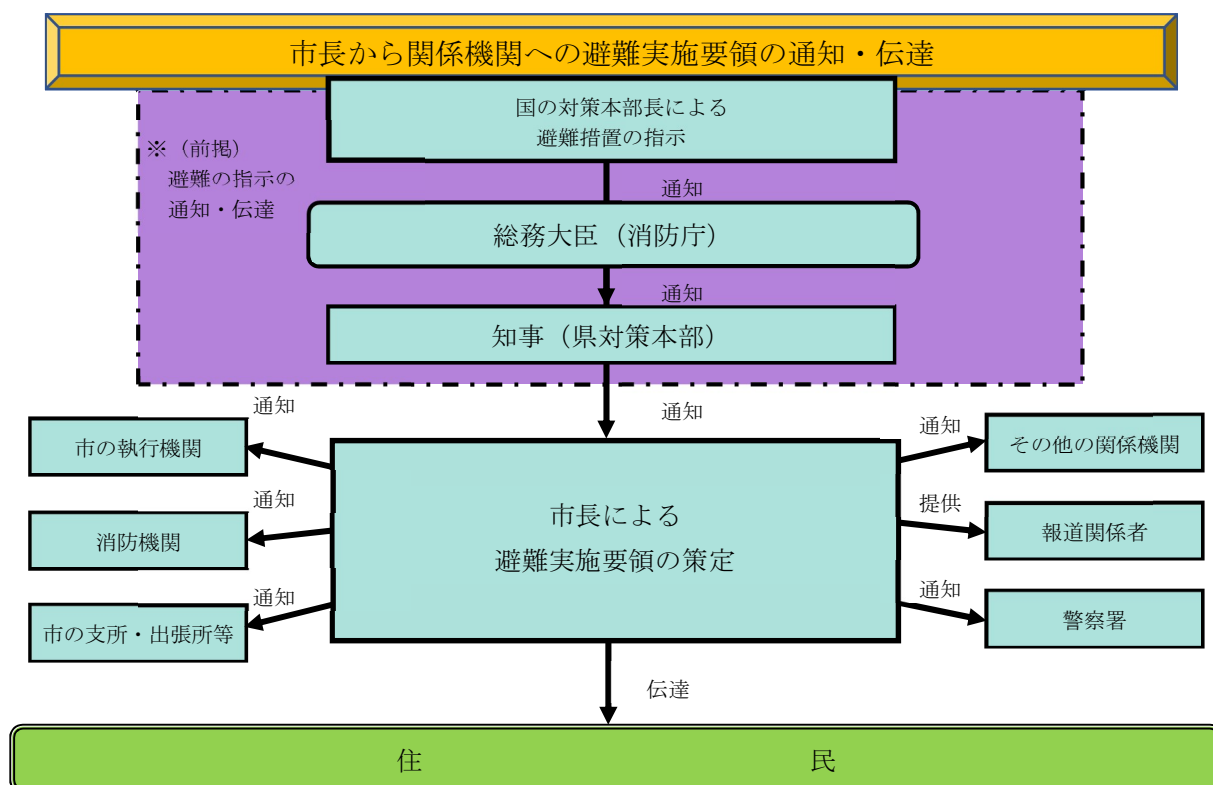 市長から関係機関への避難実施要領の通知・伝達
国の対策本部長による
避難措置の指示
※（前掲）
避難の指示の
通知・伝達
通知
総務大臣（消防庁）
通知
知事（県対策本部）
通知
通知
市の執行機関
通知
消防機関
通知
市の支所・出張所等
市長による
避難実施要領の策定
通知
その他の関係機関
提供
報道関係者
通知
警察署
伝達
住　民